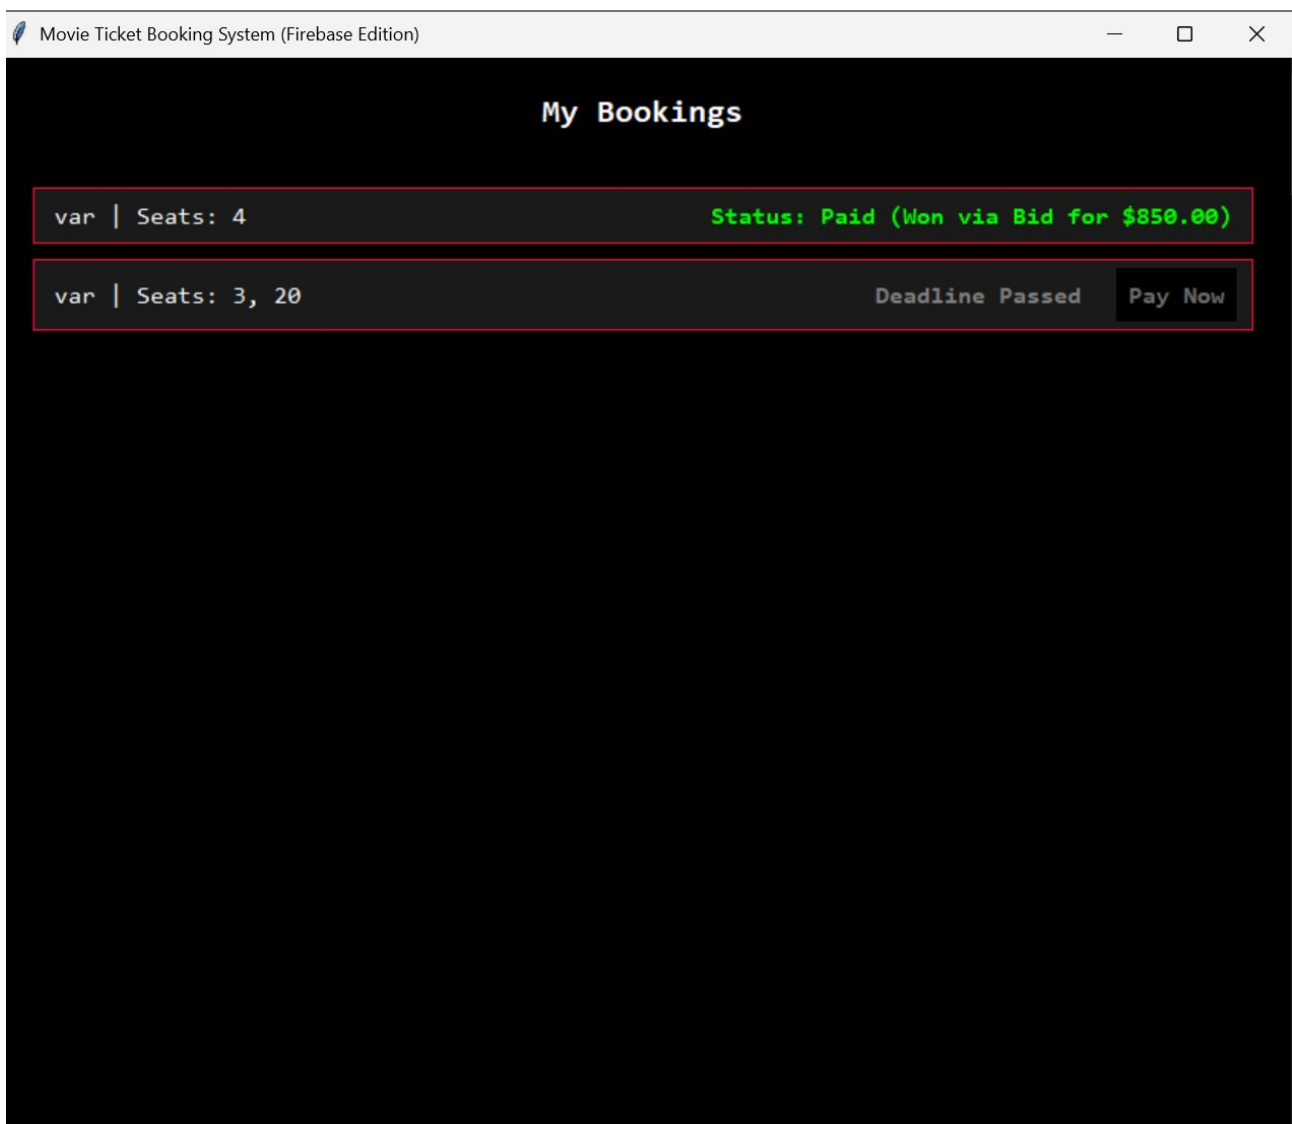 Movie Ticket Booking System (Firebase Edition)
My Bookings
var | Seats: 4 Status: Paid (Won via Bid for $850.00)
var | Seats: 3, 20 Deadline Passed Pay Now